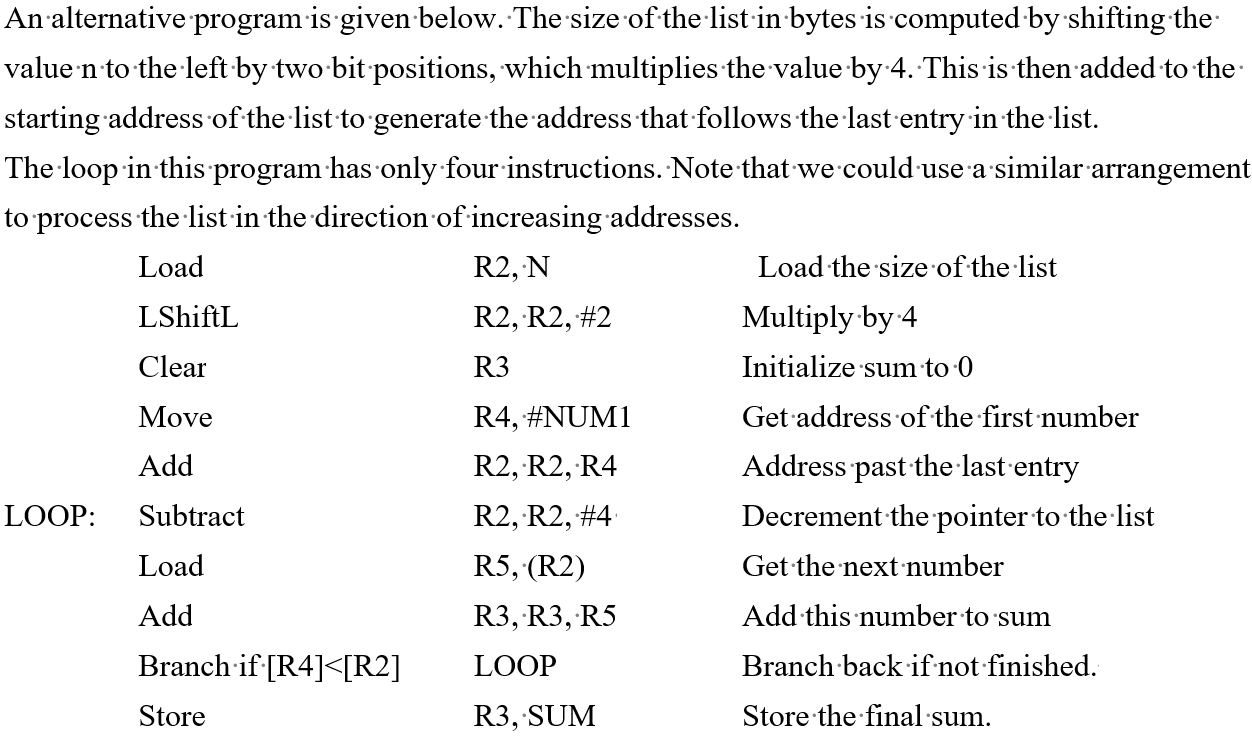 An alternative program is given below. The size of the list in bytes is computed by shifting the
value n to the left by two bit positions, which multiplies the value by 4. This is then added to the
starting address of the list to generate the address that follows the last entry in the list.
The loop in this program has only four instructions. Note that we could use a similar arrangement
to process the list in the direction of increasing addresses.
Load R2, N Load the size of the list
LShiftL R2, R2, #2 Multiply by 4
Clear R3 Initialize sum to 0
Move R4, #NUM1 Get address of the first number
Add R2, R2, R4 Address past the last entry
LOOP: Subtract R2, R2, #4 Decrement the pointer to the list
Load R5, (R2) Get the next number
Add R3, R3, R5 Add this number to sum
Branch if [R4]<[R2] LOOP Branch back if not finished.
Store R3, SUM Store the final sum.